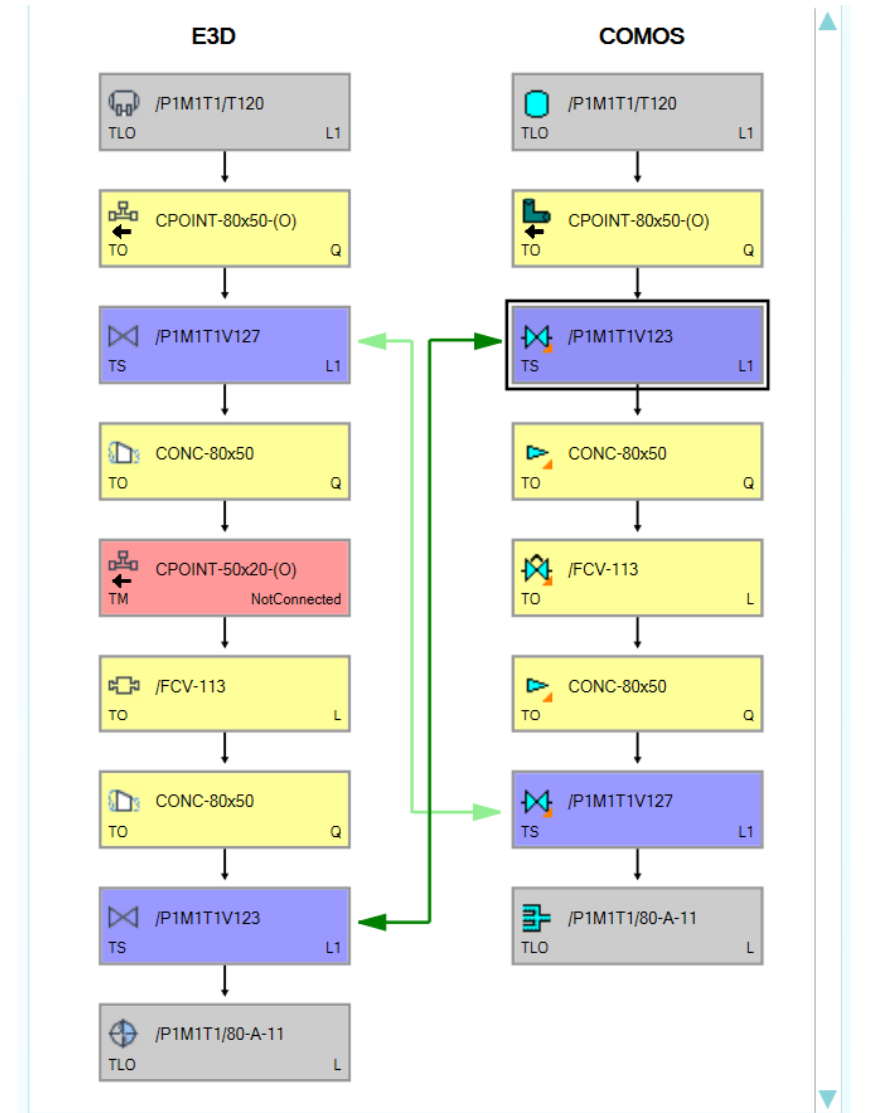 E3D
COMOS
/P1M1T1/T120
TLO L1
/P1M1T1/T120
TLO L1
CPOINT-80x50-(O)
TO Q
CPOINT-80x50-(O)
TO Q
/P1M1T1V127
TS L1
/P1M1T1V123
TS L1
CONC-80x50
TO Q
CONC-80x50
TO Q
CPOINT-50x20-(O)
TM NotConnected
/FCV-113
TO L
/FCV-113
TO L
CONC-80x50
TO Q
CONC-80x50
TO Q
/P1M1T1V127
TS L1
/P1M1T1V123
TS L1
/P1M1T1/80-A-11
TLO L
/P1M1T1/80-A-11
TLO L